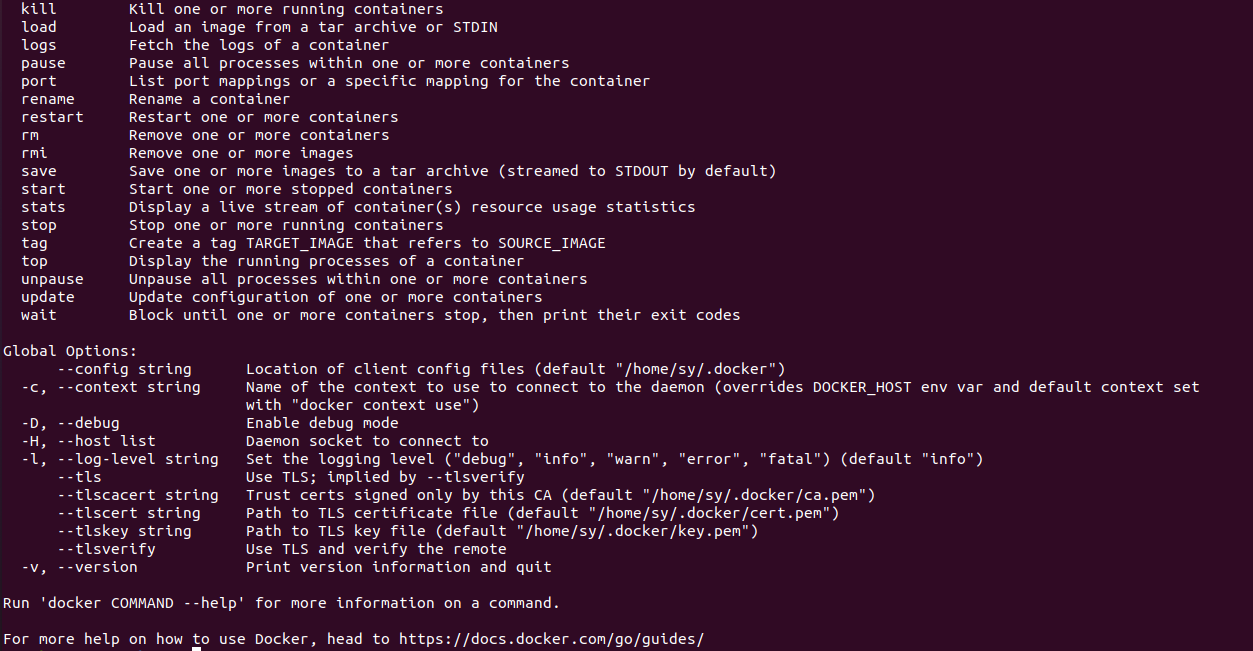 kill        Kill one or more running containers
load        Load an image from a tar archive or STDIN
logs        Fetch the logs of a container
pause       Pause all processes within one or more containers
port        List port mappings or a specific mapping for the container
rename      Rename a container
restart     Restart one or more containers
rm          Remove one or more containers
rmi         Remove one or more images
save        Save one or more images to a tar archive (streamed to STDOUT by default)
start       Start one or more stopped containers
stats       Display a live stream of container(s) resource usage statistics
stop        Stop one or more running containers
tag         Create a tag TARGET_IMAGE that refers to SOURCE_IMAGE
top         Display the running processes of a container
unpause     Unpause all processes within one or more containers
update      Update configuration of one or more containers
wait        Block until one or more containers stop, then print their exit codes

Global Options:
      --config string      Location of client config files (default "/home/sy/.docker")
  -c, --context string     Name of the context to use to connect to the daemon (overrides DOCKER_HOST env var and default context set
                           with "docker context use")
  -D, --debug              Enable debug mode
  -H, --host list          Daemon socket to connect to
  -l, --log-level string   Set the logging level ("debug", "info", "warn", "error", "fatal") (default "info")
      --tls                Use TLS; implied by --tlsverify
      --tlscacert string   Trust certs signed only by this CA (default "/home/sy/.docker/ca.pem")
      --tlscert string     Path to TLS certificate file (default "/home/sy/.docker/cert.pem")
      --tlskey string      Path to TLS key file (default "/home/sy/.docker/key.pem")
      --tlsverify          Use TLS and verify the remote
  -v, --version            Print version information and quit

Run 'docker COMMAND --help' for more information on a command.

For more help on how to use Docker, head to https://docs.docker.com/go/guides/